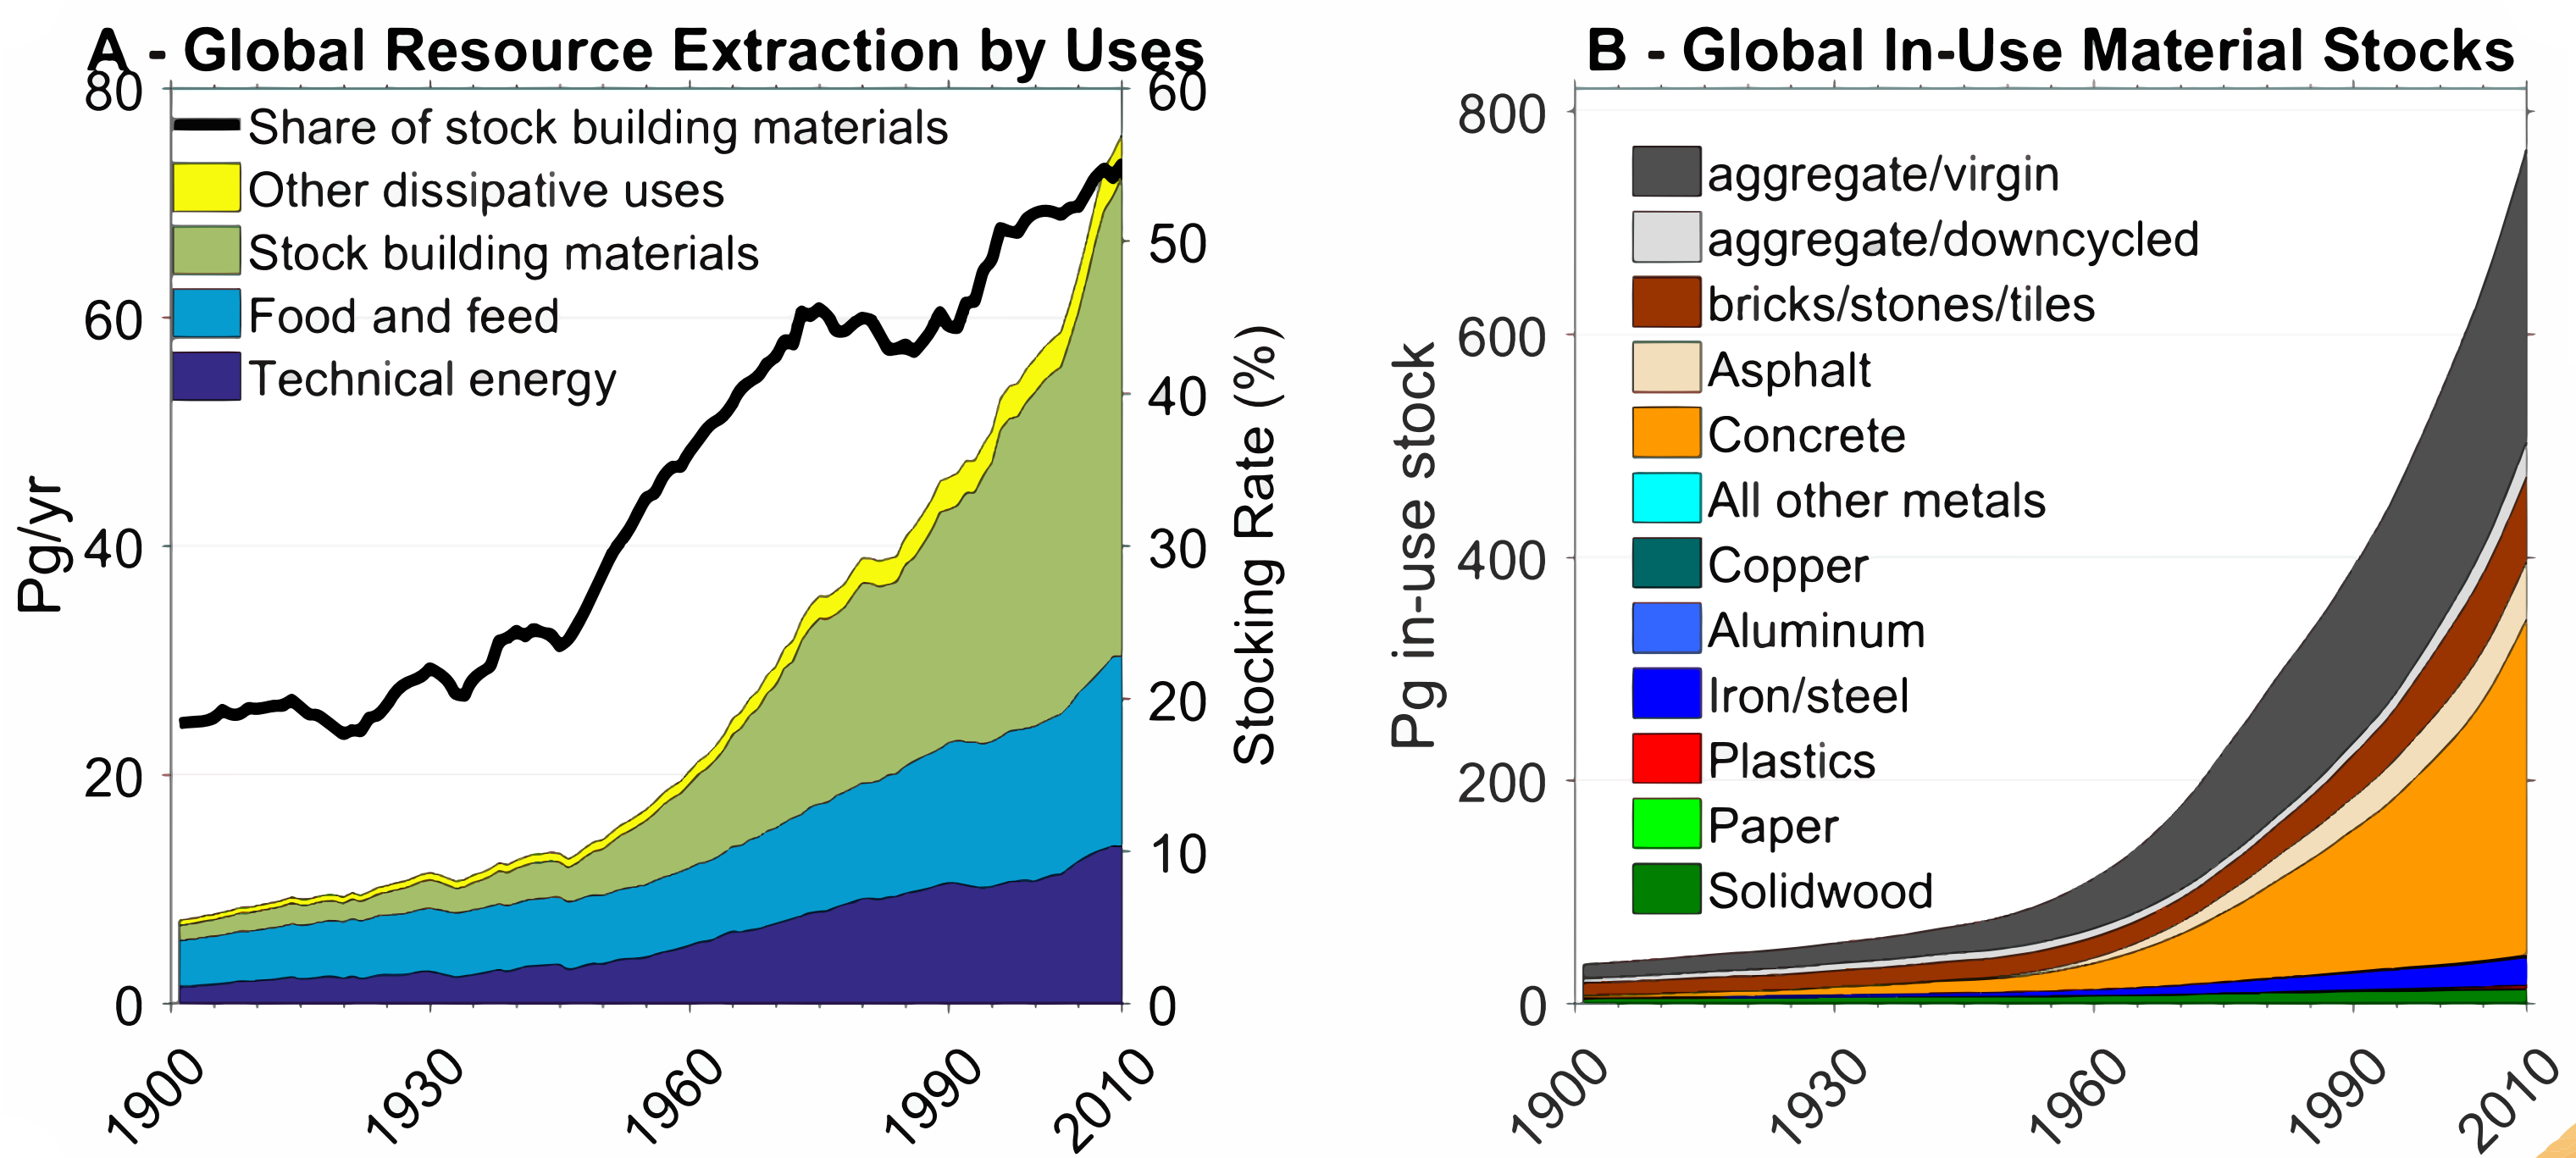 A - Global Resource Extraction by Uses
80
60
40
20
0
Pg/yr
Share of stock building materials
Other dissipative uses
Stock building materials
Food and feed
Technical energy
60
50
40
30
20
10
0
Stocking Rate (%)
1900
1930
1960
1990
2010
B - Global In-Use Material Stocks
800
600
400
200
0
Pg in-use stock
aggregate/virgin
aggregate/downcycled
bricks/stones/tiles
Asphalt
Concrete
All other metals
Copper
Aluminum
Iron/steel
Plastics
Paper
Solidwood
1900
1930
1960
1990
2010